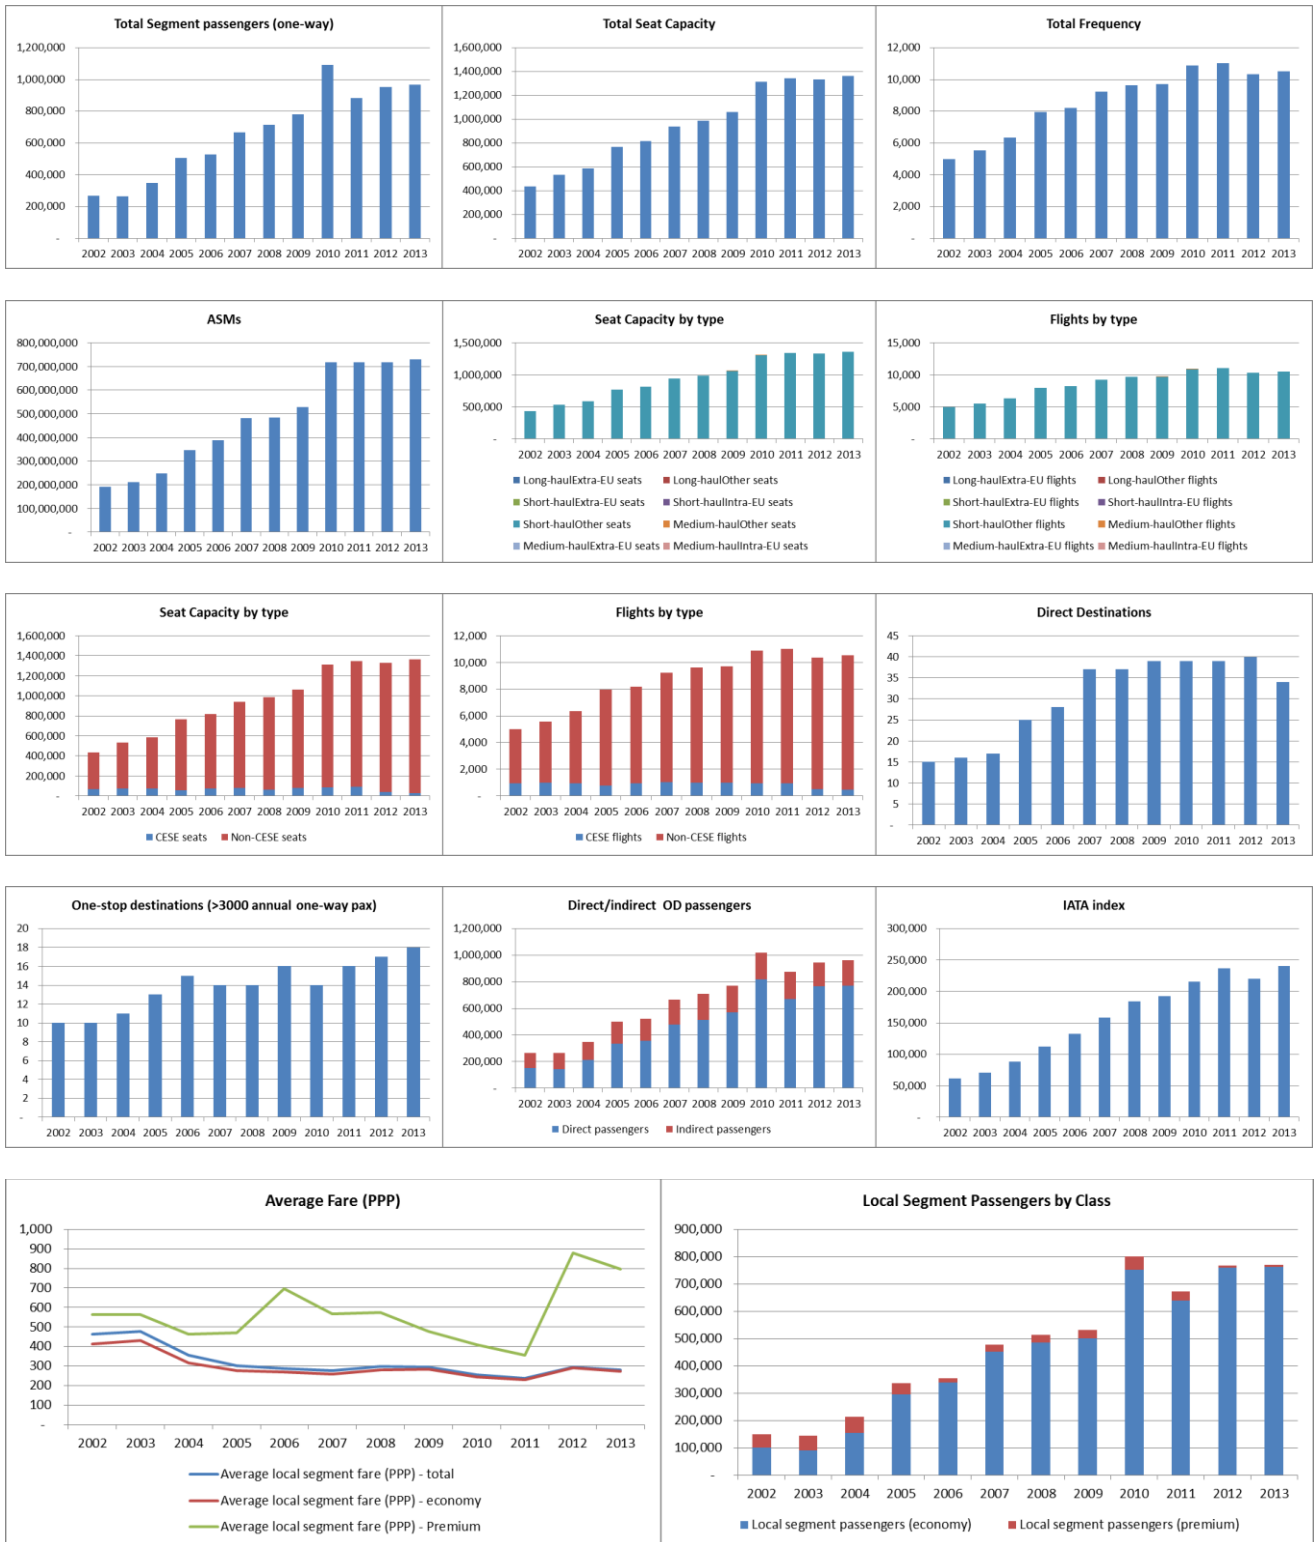 Total Segment passengers (one-way)
1,200,000
1,000,000
800,000
600,000
400,000
200,000
-
2002 2003 2004 2005 2006 2007 2008 2009 2010 2011 2012 2013
Total Seat Capacity
1,600,000
1,400,000
1,200,000
1,000,000
800,000
600,000
400,000
200,000
-
2002 2003 2004 2005 2006 2007 2008 2009 2010 2011 2012 2013
Total Frequency
12,000
10,000
8,000
6,000
4,000
2,000
-
2002 2003 2004 2005 2006 2007 2008 2009 2010 2011 2012 2013
ASMs
800,000,000
700,000,000
600,000,000
500,000,000
400,000,000
300,000,000
200,000,000
100,000,000
-
2002 2003 2004 2005 2006 2007 2008 2009 2010 2011 2012 2013
Seat Capacity by type
1,500,000
1,000,000
500,000
-
2002 2003 2004 2005 2006 2007 2008 2009 2010 2011 2012 2013
Long-haulExtra-EU seats Long-haulOther seats
Short-haulExtra-EU seats Short-haulIntra-EU seats
Short-haulOther seats Medium-haulOther seats
Medium-haulExtra-EU seats Medium-haulIntra-EU seats
Flights by type
15,000
10,000
5,000
-
2002 2003 2004 2005 2006 2007 2008 2009 2010 2011 2012 2013
Long-haulExtra-EU flights Long-haulOther flights
Short-haulExtra-EU flights Short-haulIntra-EU flights
Short-haulOther flights Medium-haulOther flights
Medium-haulExtra-EU flights Medium-haulIntra-EU flights
Seat Capacity by type
1,600,000
1,400,000
1,200,000
1,000,000
800,000
600,000
400,000
200,000
-
2002 2003 2004 2005 2006 2007 2008 2009 2010 2011 2012 2013
CESE seats Non-CESE seats
Flights by type
12,000
10,000
8,000
6,000
4,000
2,000
-
2002 2003 2004 2005 2006 2007 2008 2009 2010 2011 2012 2013
CESE flights Non-CESE flights
Direct Destinations
45
40
35
30
25
20
15
10
5
-
2002 2003 2004 2005 2006 2007 2008 2009 2010 2011 2012 2013
One-stop destinations (>3000 annual one-way pax)
20
18
16
14
12
10
8
6
4
2
-
2002 2003 2004 2005 2006 2007 2008 2009 2010 2011 2012 2013
Direct/indirect OD passengers
1,200,000
1,000,000
800,000
600,000
400,000
200,000
-
2002 2003 2004 2005 2006 2007 2008 2009 2010 2011 2012 2013
Direct passengers Indirect passengers
IATA index
300,000
250,000
200,000
150,000
100,000
50,000
-
2002 2003 2004 2005 2006 2007 2008 2009 2010 2011 2012 2013
Average Fare (PPP)
1,000
900
800
700
600
500
400
300
200
100
-
2002 2003 2004 2005 2006 2007 2008 2009 2010 2011 2012 2013
Average local segment fare (PPP) - total
Average local segment fare (PPP) - economy
Average local segment fare (PPP) - Premium
Local Segment Passengers by Class
900,000
800,000
700,000
600,000
500,000
400,000
300,000
200,000
100,000
-
2002 2003 2004 2005 2006 2007 2008 2009 2010 2011 2012 2013
Local segment passengers (economy) Local segment passengers (premium)